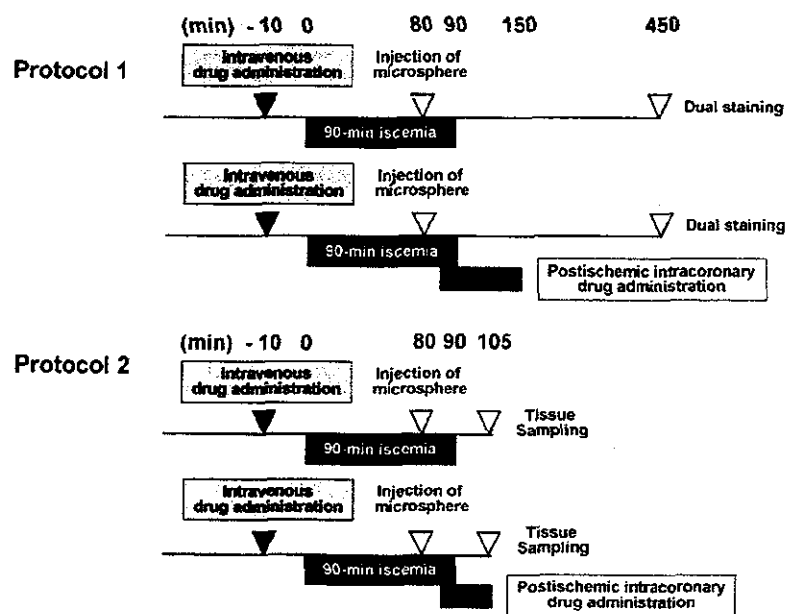 (min) - 10 0 80 90 150 450
Protocol 1
Intravenous
drug administration
Injection of
microsphere
Dual staining
90-min iscemia
Intravenous
drug administration
Injection of
microsphere
Dual staining
90-min iscemia
Postischemic intracoronary
drug administration
(min) - 10 0 80 90 105
Protocol 2
Intravenous
drug administration
Injection of
microsphere
Tissue
Sampling
90-min iscemia
Intravenous
drug administration
Injection of
microsphere
Tissue
Sampling
90-min iscemia
Postischemic intracoronary
drug administration